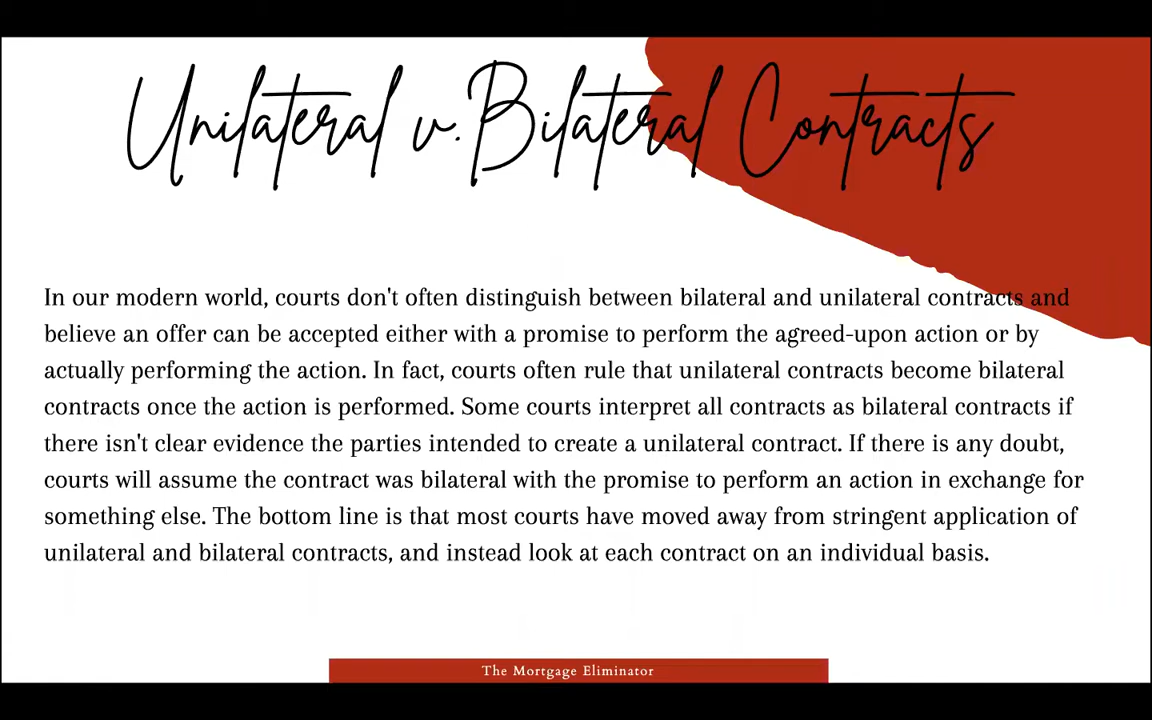 Unilateral v. Bilateral Contracts
In our modern world, courts don't often distinguish between bilateral and unilateral contracts and
believe an offer can be accepted either with a promise to perform the agreed-upon action or by
actually performing the action. In fact, courts often rule that unilateral contracts become bilateral
contracts once the action is performed. Some courts interpret all contracts as bilateral contracts if
there isn't clear evidence the parties intended to create a unilateral contract. If there is any doubt,
courts will assume the contract was bilateral with the promise to perform an action in exchange for
something else. The bottom line is that most courts have moved away from stringent application of
unilateral and bilateral contracts, and instead look at each contract on an individual basis.
The Mortgage Eliminator